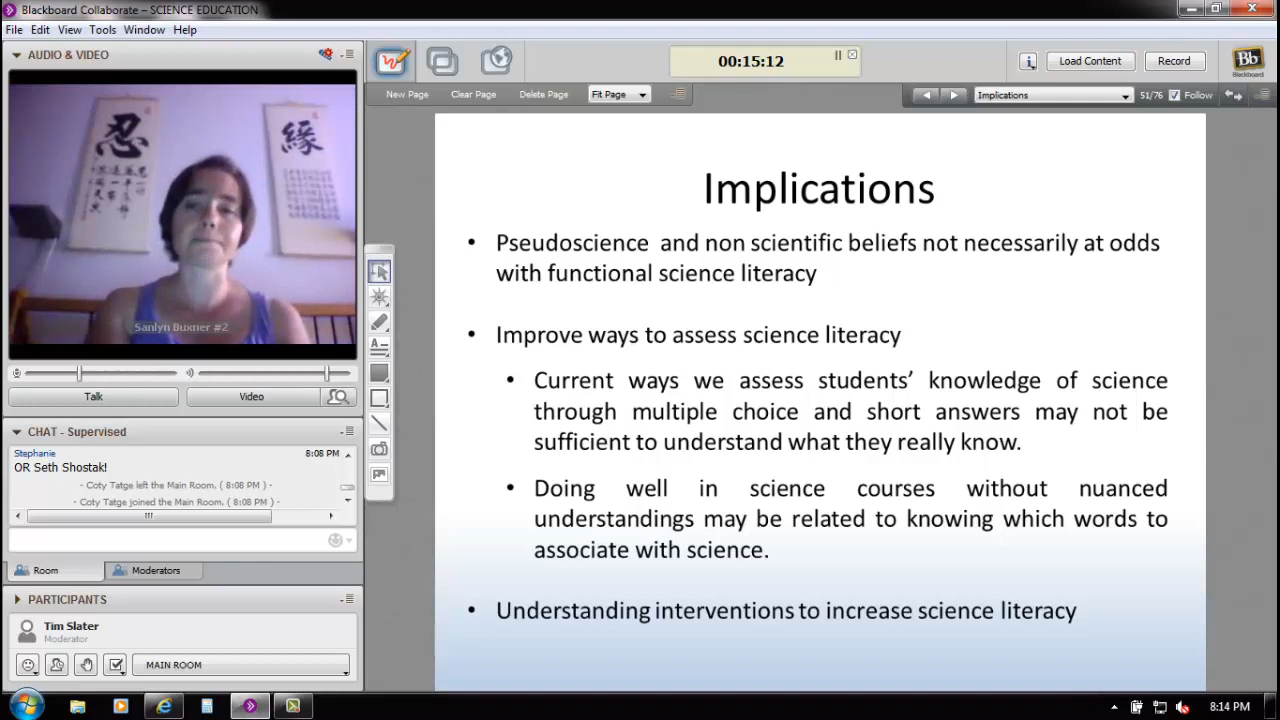 Blackboard Collaborate – SCIENCE EDUCATION
File Edit View Tools Window Help
AUDIO & VIDEO
忍
緣
Sanlyn Buxner #2
Talk
Video
CHAT - Supervised
Stephanie 8:08 PM
OR Seth Shostak!
- Coty Tatge left the Main Room. ( 8:08 PM ) -
- Coty Tatge joined the Main Room. ( 8:08 PM ) -
Room
Moderators
PARTICIPANTS
Tim Slater
Moderator
MAIN ROOM
00:15:12
Load Content
Record
Bb
Blackboard
New Page Clear Page Delete Page Fit Page
Implications 51/76 Follow
Implications
• Pseudoscience and non scientific beliefs not necessarily at odds
with functional science literacy
• Improve ways to assess science literacy
• Current ways we assess students’ knowledge of science
through multiple choice and short answers may not be
sufficient to understand what they really know.
• Doing well in science courses without nuanced
understandings may be related to knowing which words to
associate with science.
• Understanding interventions to increase science literacy
8:14 PM